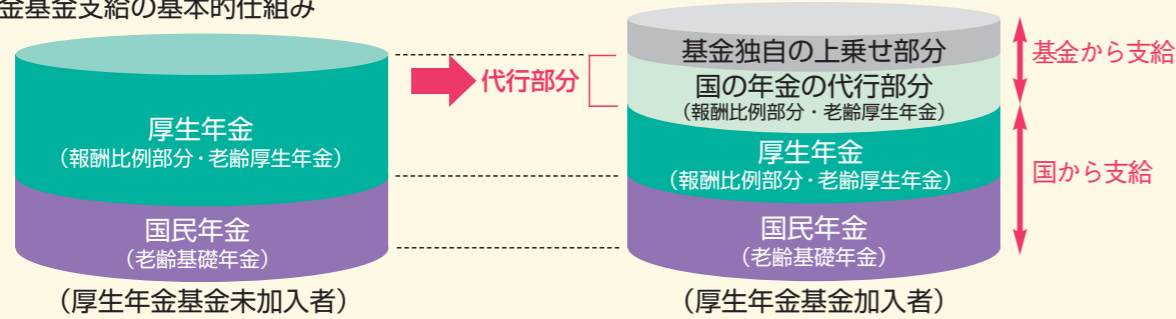 金基金支給の基本的仕組み
厚生年金
（報酬比例部分・老齢厚生年金）
国民年金
（老齢基礎年金）
（厚生年金基金未加入者）
代行部分
基金独自の上乗せ部分
国の年金の代行部分
（報酬比例部分・老齢厚生年金）
厚生年金
（報酬比例部分・老齢厚生年金）
国民年金
（老齢基礎年金）
（厚生年金基金加入者）
基金から支給
国から支給